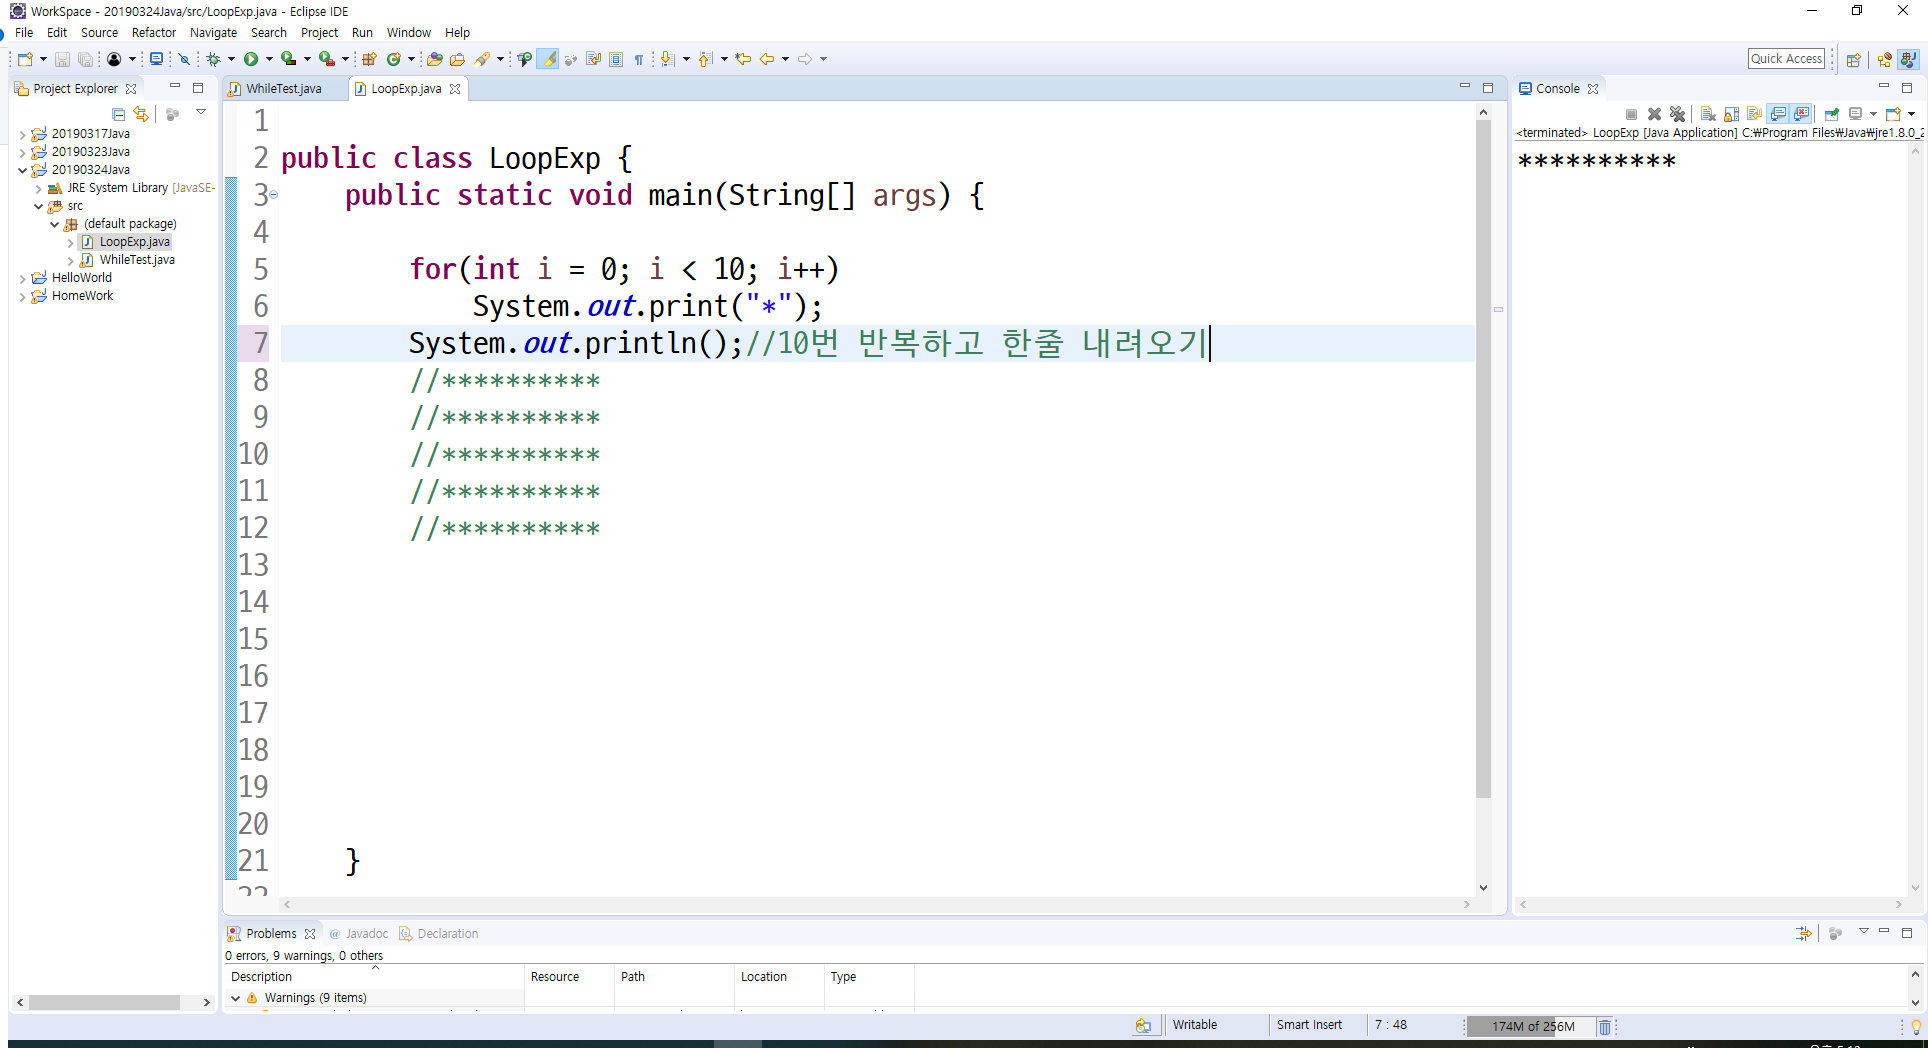 WorkSpace - 20190324Java/src/LoopExp.java - Eclipse IDE
File Edit Source Refactor Navigate Search Project Run Window Help
Quick Access
Project Explorer
20190317Java
20190323Java
20190324Java
JRE System Library [JavaSE-
src
(default package)
LoopExp.java
WhileTest.java
HelloWorld
HomeWork
WhileTest.java LoopExp.java
1
2 public class LoopExp {
3 public static void main(String[] args) {
4
5 for(int i = 0; i < 10; i++)
6 System.out.print("*");
7 System.out.println();//10번 반복하고 한줄 내려오기
8 //**********
9 //**********
10 //**********
11 //**********
12 //**********
13
14
15
16
17
18
19
20
21 }
22
Console
<terminated> LoopExp [Java Application] C:₩Program Files₩Java₩jre1.8.0_2
**********
Problems @ Javadoc Declaration
0 errors, 9 warnings, 0 others
Description Resource Path Location Type
Warnings (9 items)
Writable Smart Insert 7 : 48 174M of 256M